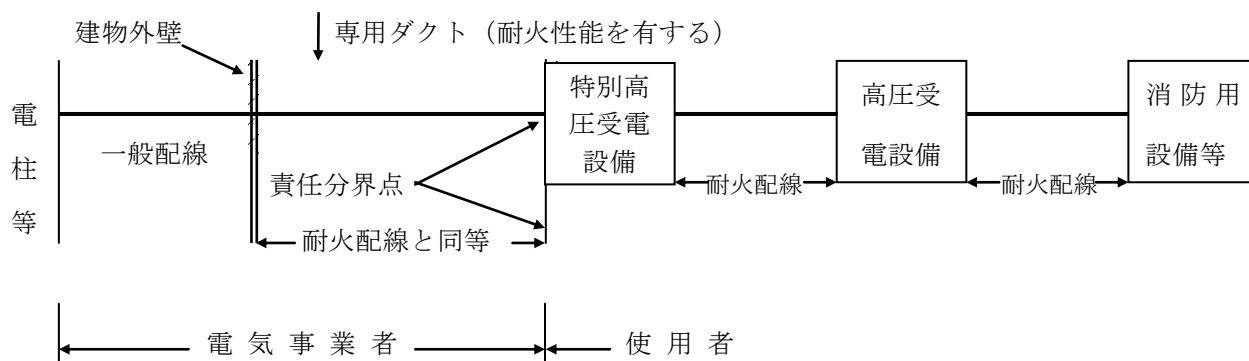 建物外壁
専用ダクト（耐火性能を有する）
電柱等
一般配線
責任分界点
耐火配線と同等
特別高
圧受電
設備
耐火配線
高圧受
電設備
耐火配線
消防用
設備等
電気事業者
使用者